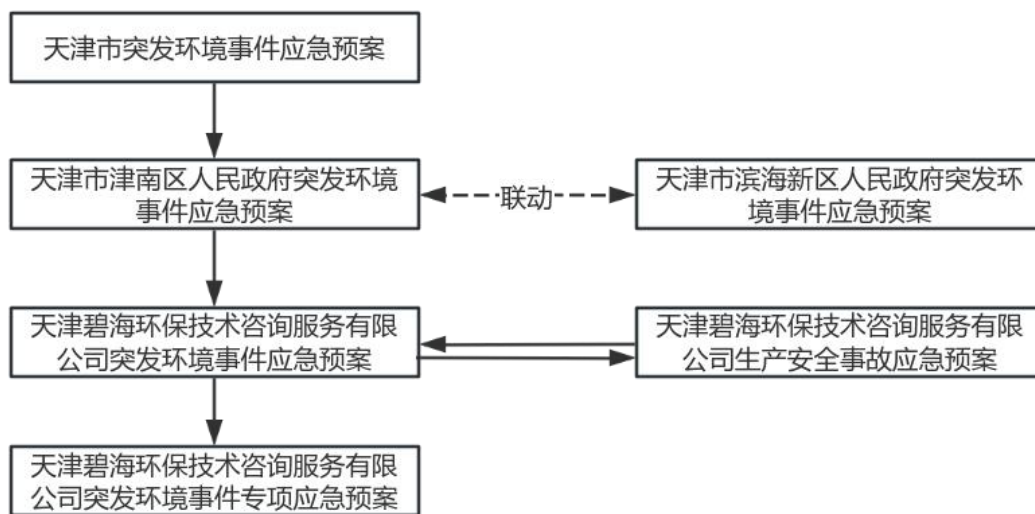 天津市突发环境事件应急预案
天津市津南区人民政府突发环境
事件应急预案
联动
天津市滨海新区人民政府突发环
境事件应急预案
天津碧海环保技术咨询服务有限
公司突发环境事件应急预案
天津碧海环保技术咨询服务有限
公司生产安全事故应急预案
天津碧海环保技术咨询服务有限
公司突发环境事件专项应急预案